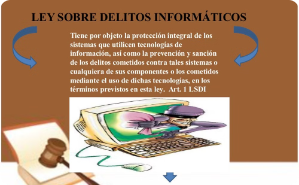 LEY SOBRE DELITOS INFORMÁTICOS
Tiene por objeto la protección integral de los
sistemas que utilicen tecnologías de
información, así como la prevención y sanción
de los delitos cometidos contra tales sistemas o
cualquiera de sus componentes o los cometidos
mediante el uso de dichas tecnologías, en los
términos previstos en esta ley. Art. 1 LSDI